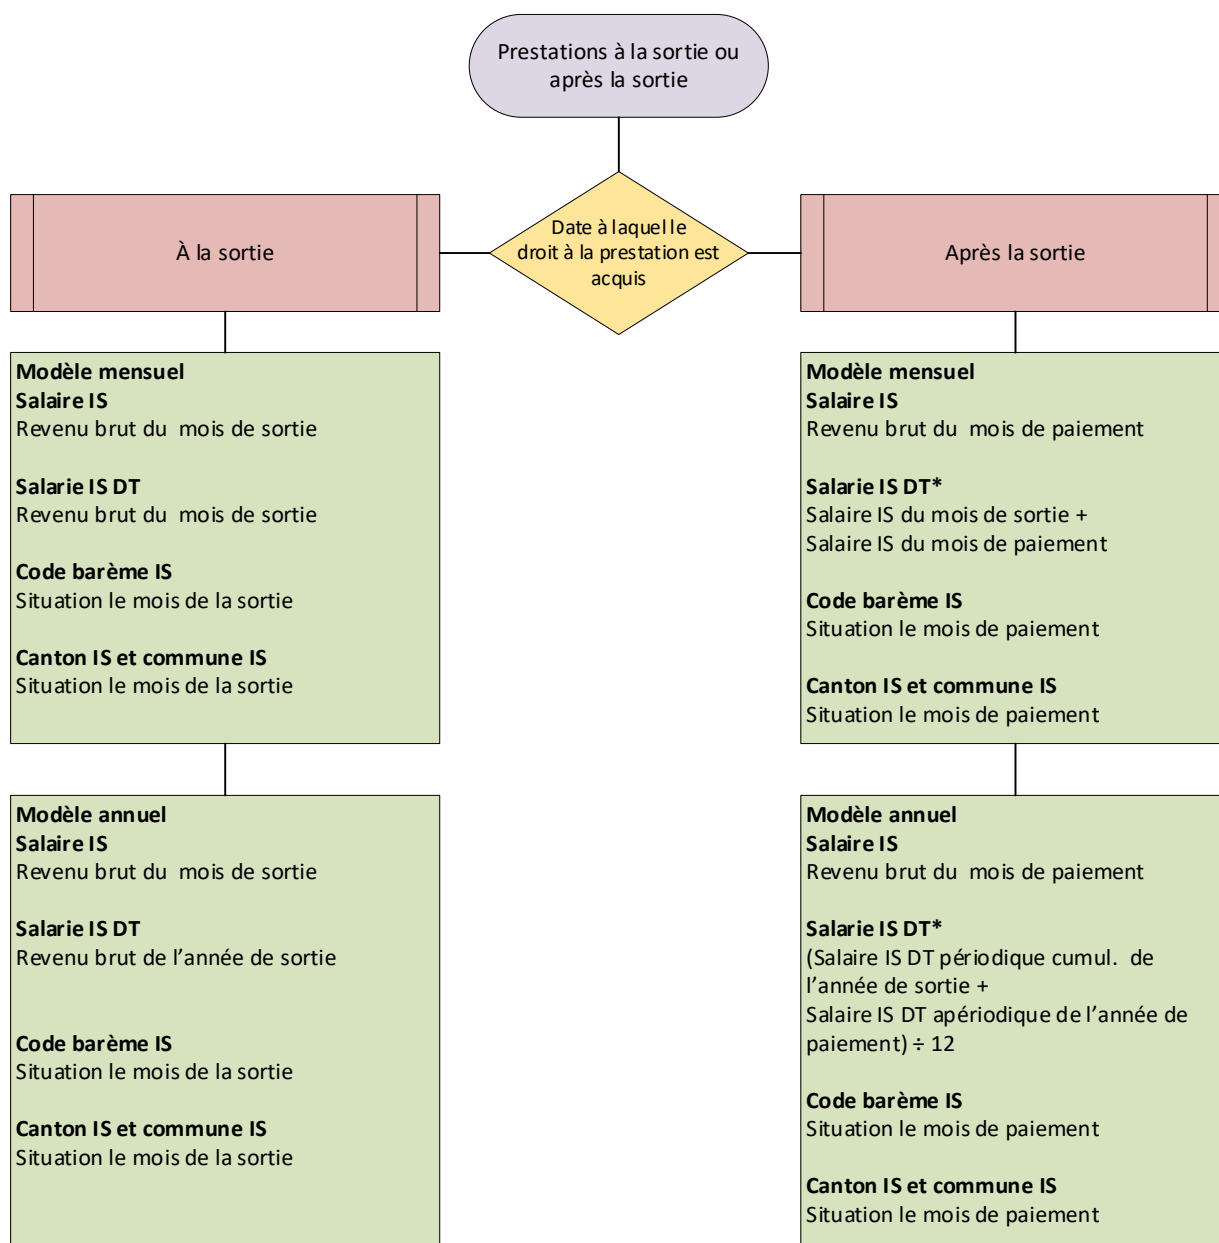 Prestations à la sortie ou
après la sortie
Date à laquel le
droit à la prestation est
acquis
À la sortie
Après la sortie
Modèle mensuel
Salaire IS
Revenu brut du mois de sortie
Salarie IS DT
Revenu brut du mois de sortie
Code barème IS
Situation le mois de la sortie
Canton IS et commune IS
Situation le mois de la sortie
Modèle mensuel
Salaire IS
Revenu brut du mois de paiement
Salarie IS DT*
Salaire IS du mois de sortie +
Salaire IS du mois de paiement
Code barème IS
Situation le mois de paiement
Canton IS et commune IS
Situation le mois de paiement
Modèle annuel
Salaire IS
Revenu brut du mois de sortie
Salarie IS DT
Revenu brut de l’année de sortie
Code barème IS
Situation le mois de la sortie
Canton IS et commune IS
Situation le mois de la sortie
Modèle annuel
Salaire IS
Revenu brut du mois de paiement
Salarie IS DT*
(Salaire IS DT périodique cumul. de
l’année de sortie +
Salaire IS DT apériodique de l’année de
paiement) ÷ 12
Code barème IS
Situation le mois de paiement
Canton IS et commune IS
Situation le mois de paiement